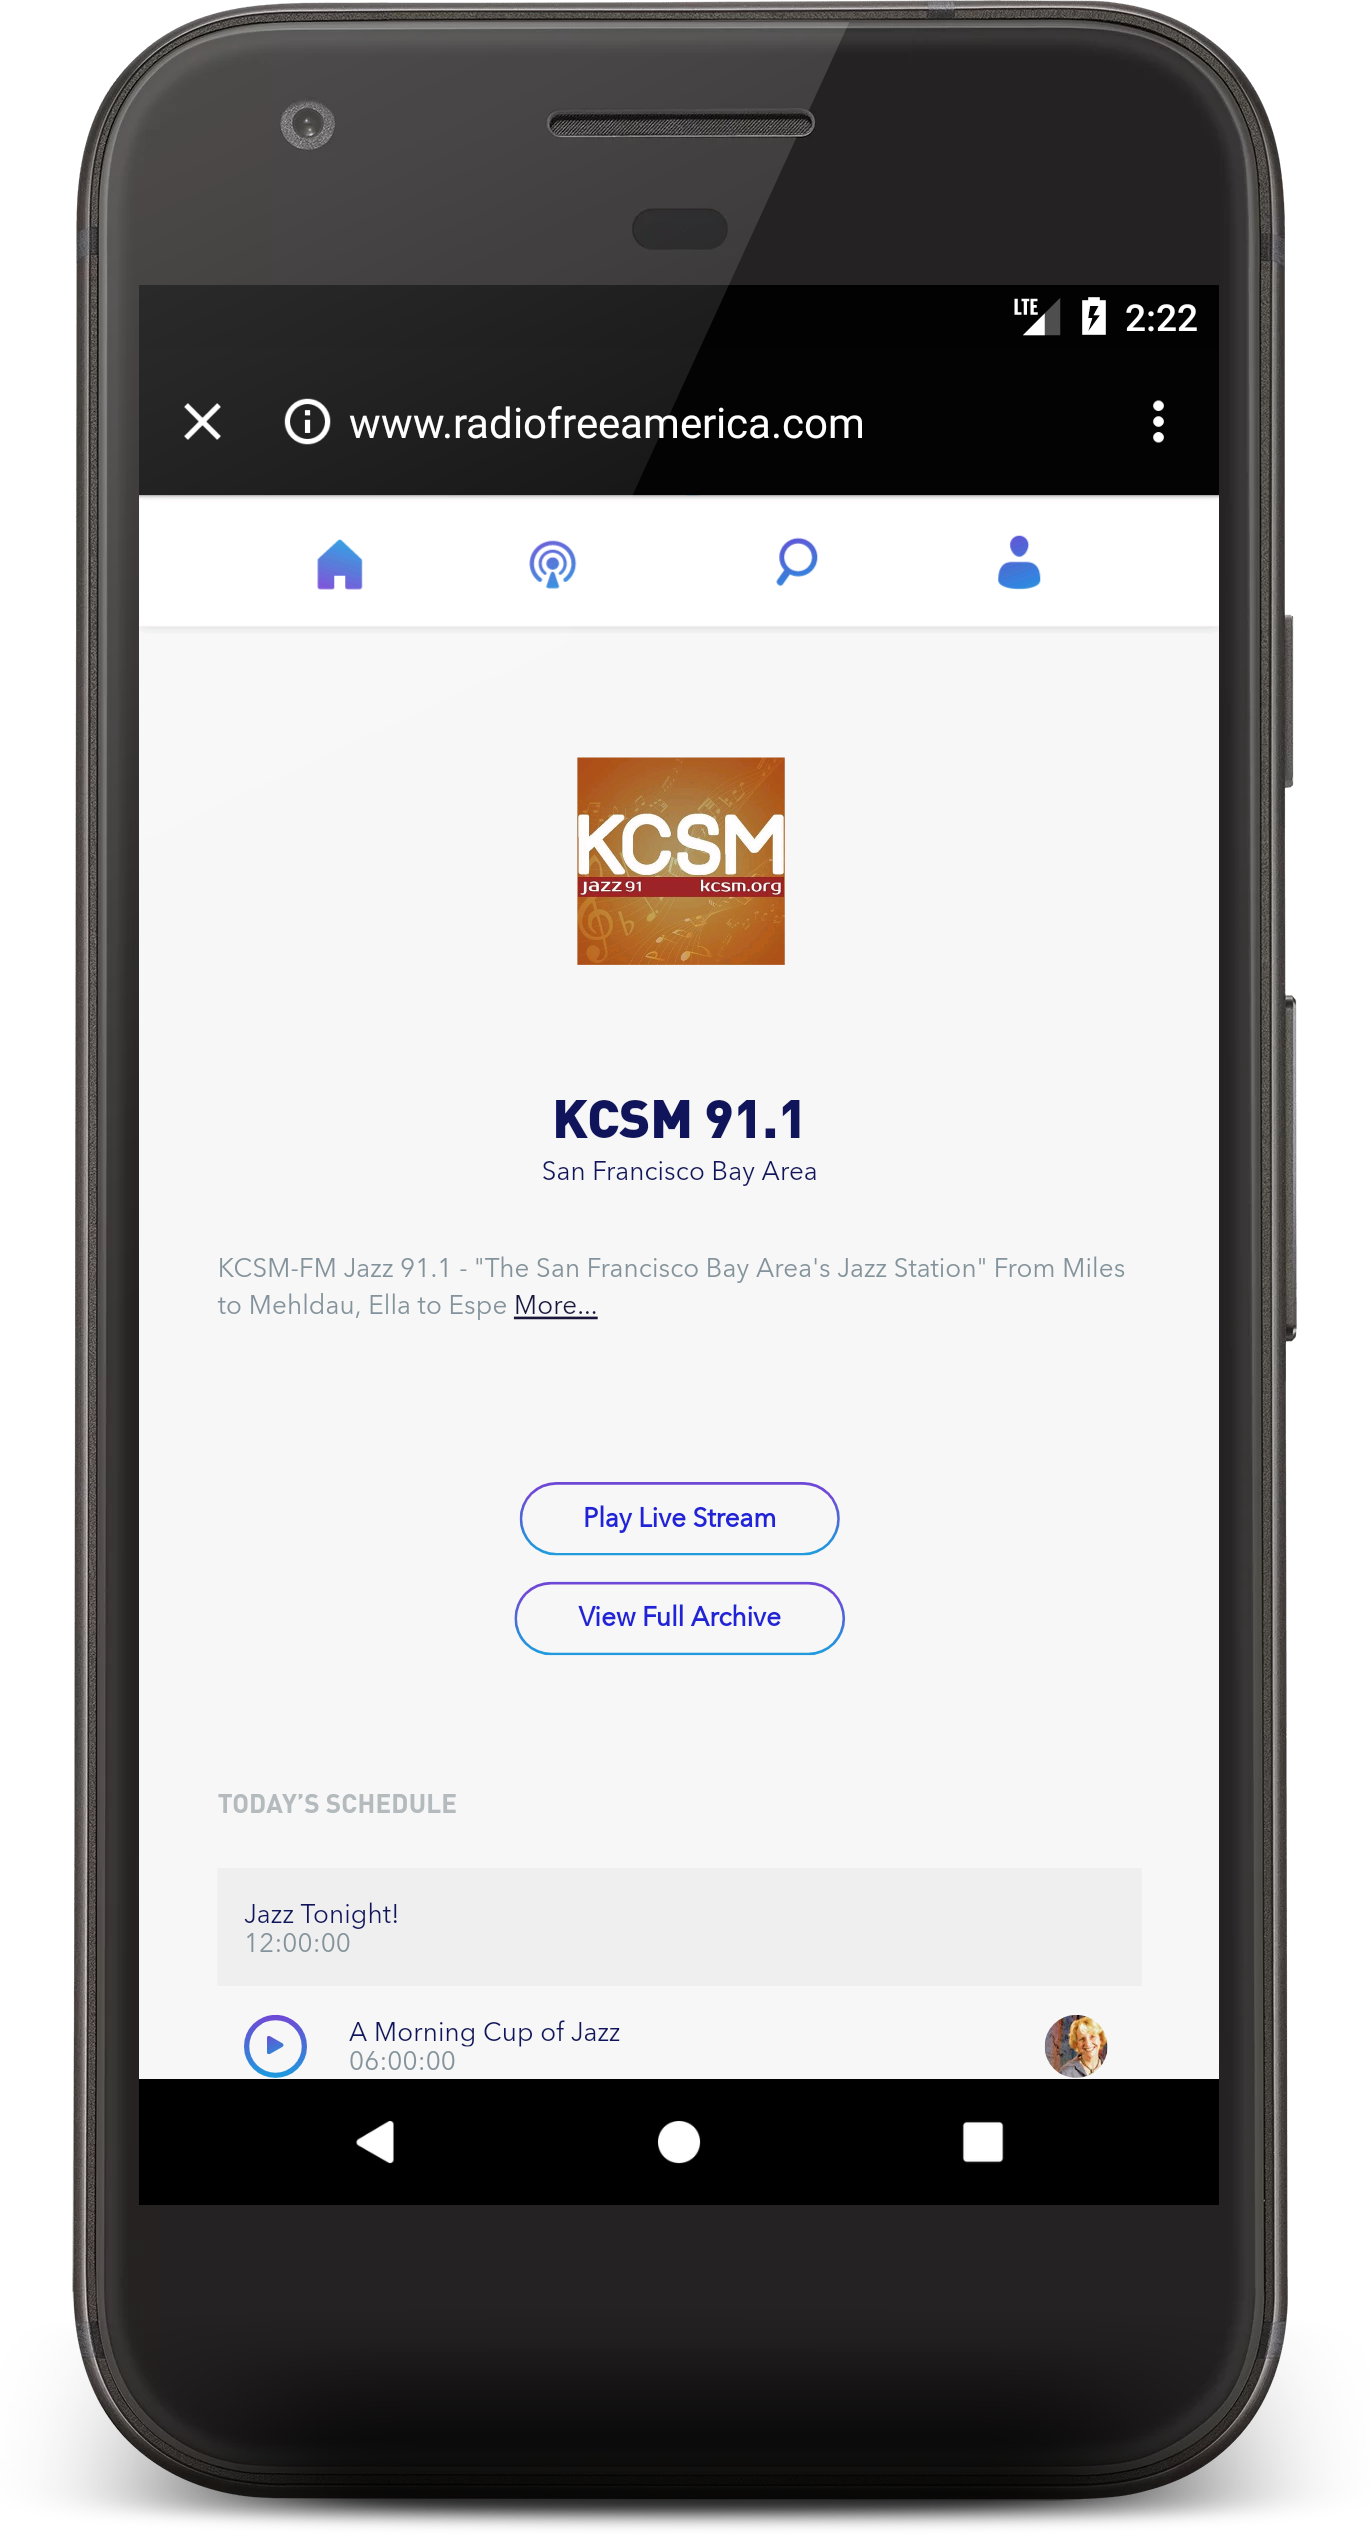 LTE 2:22
www.radiofreeamerica.com
KCSM
jazz 91 kcsm.org
KCSM 91.1
San Francisco Bay Area
KCSM-FM Jazz 91.1 - "The San Francisco Bay Area's Jazz Station" From Miles
to Mehldau, Ella to Espe More...
Play Live Stream
View Full Archive
TODAY’S SCHEDULE
Jazz Tonight!
12:00:00
A Morning Cup of Jazz
06:00:00